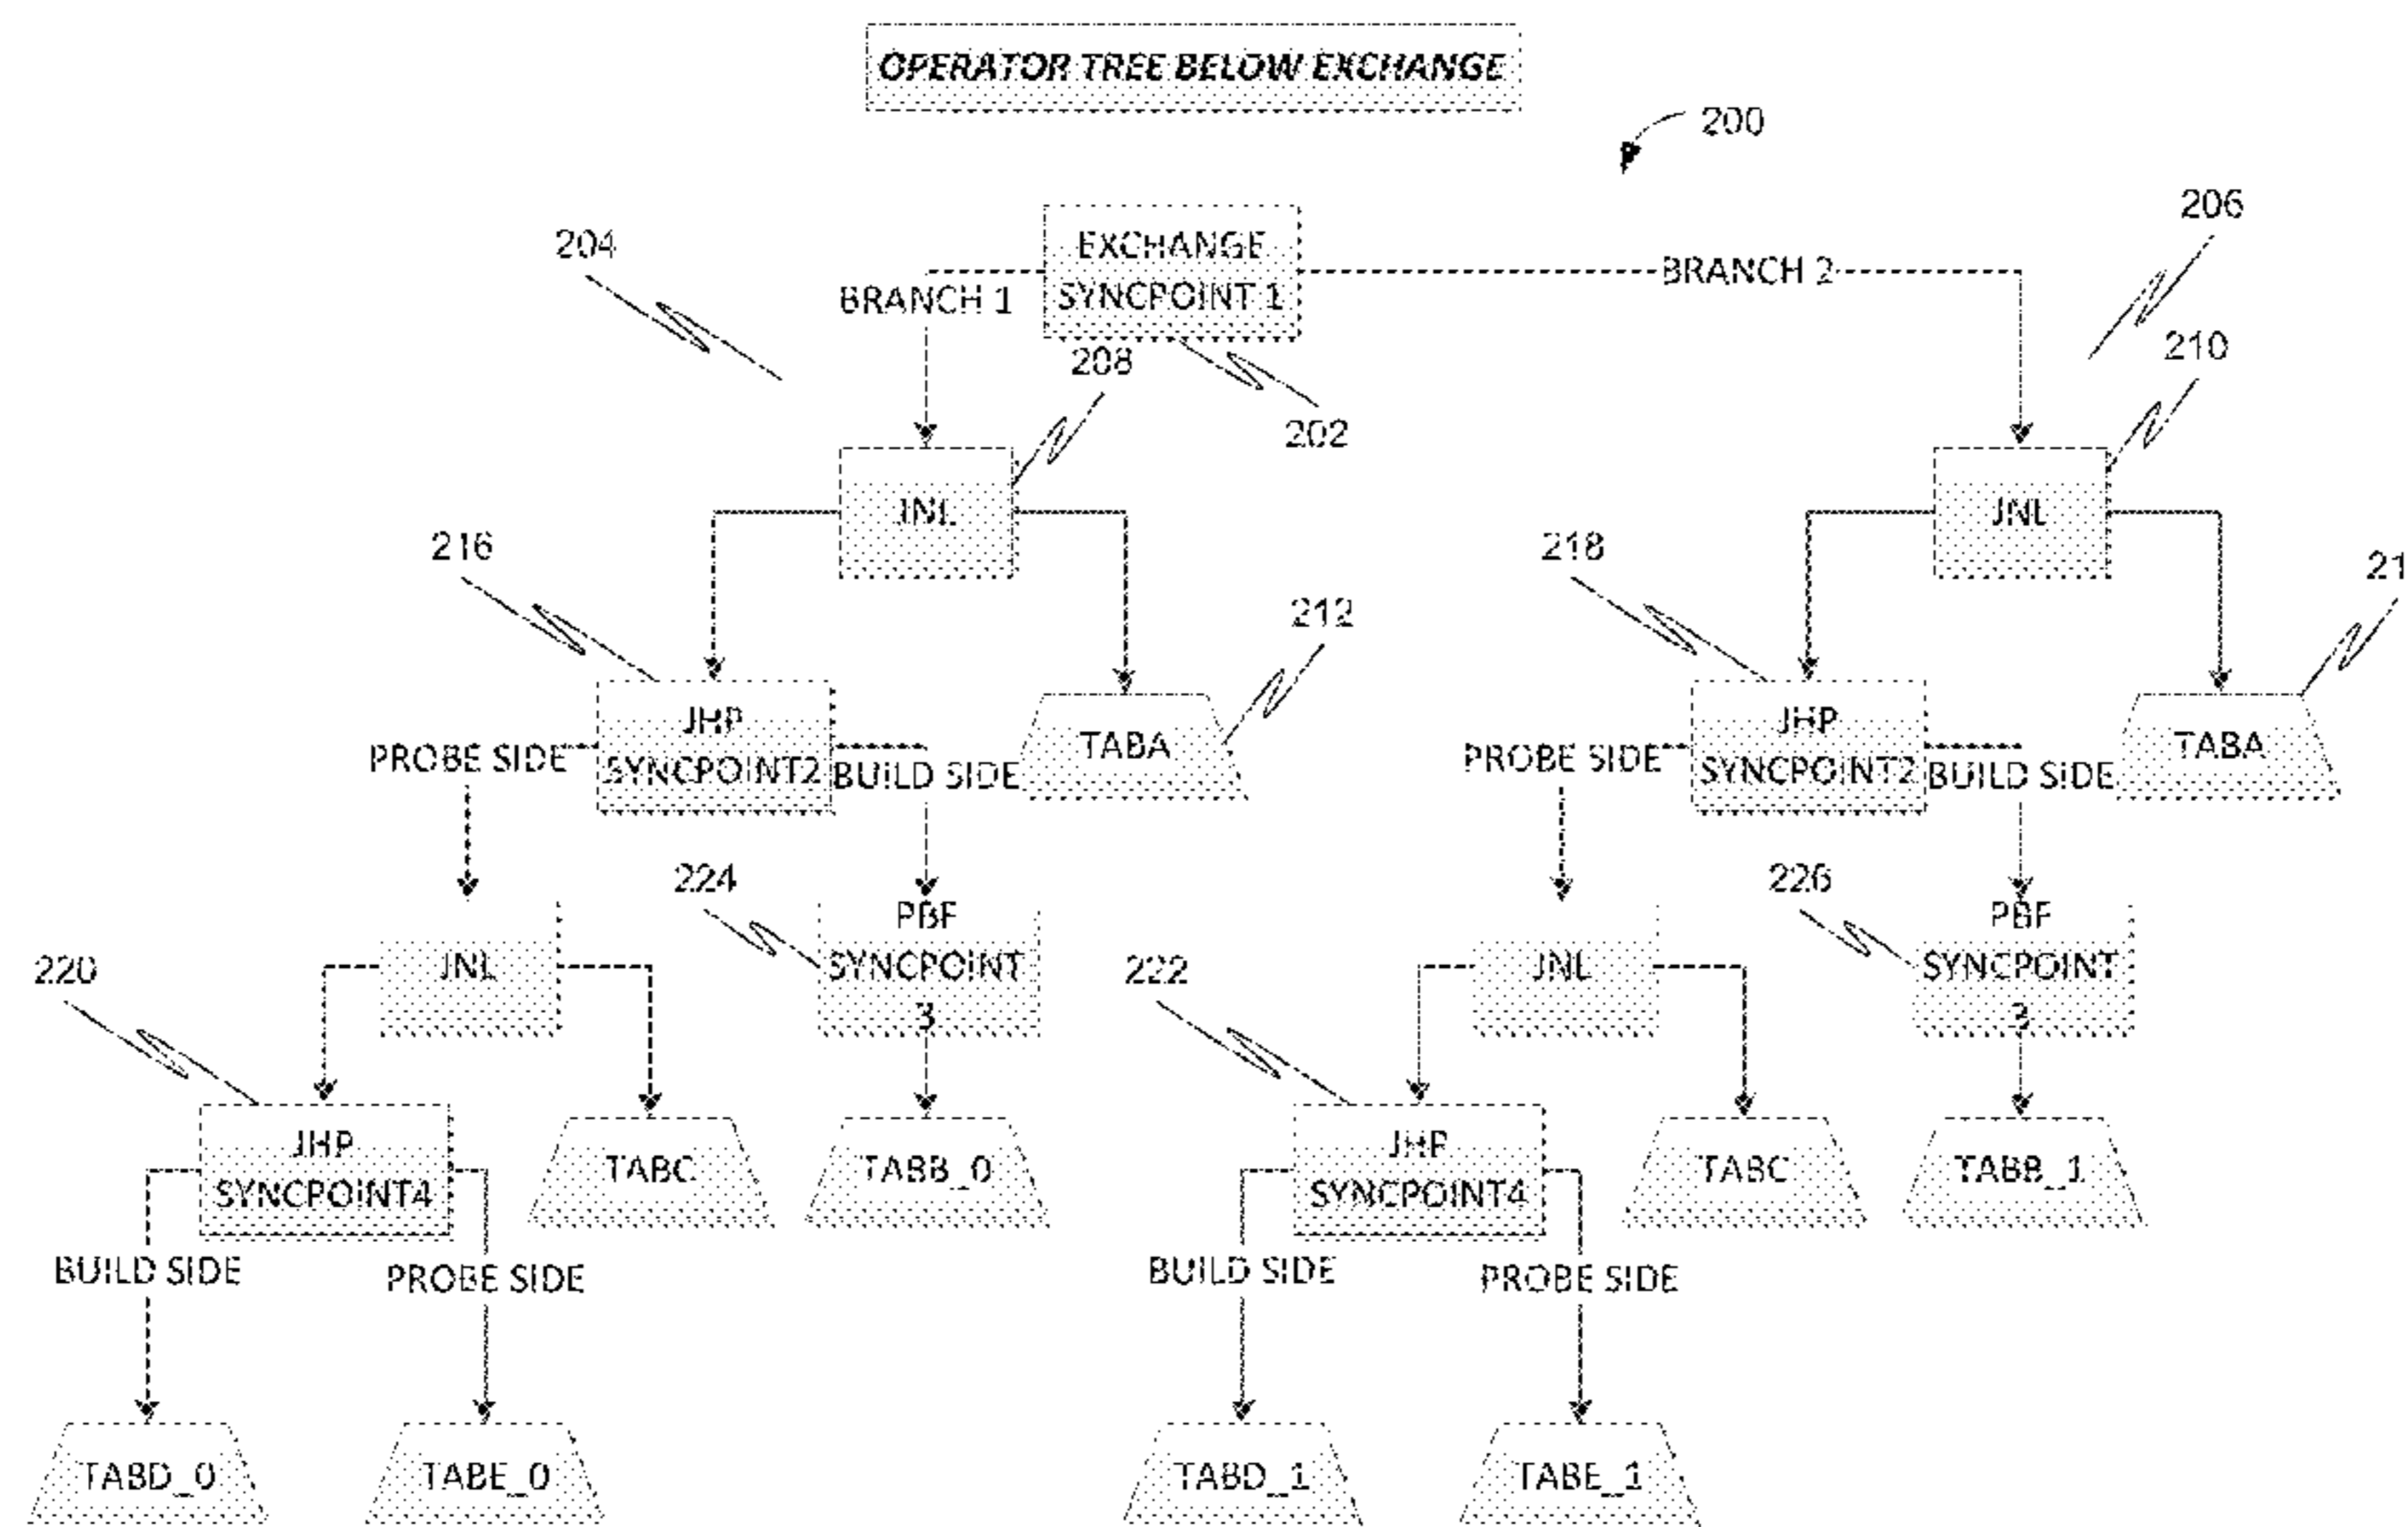 OPERATOR TREE BELOW EXCHANGE
200
206
204
EXCHANGE
SYNCPOINT 1
BRANCH 1
BRANCH 2
208
210
202
JNL
JNL
216
218
21
212
JHP
SYNCPOINT2
PROBE SIDE
BUILD SIDE
TABA
JHP
SYNCPOINT2
PROBE SIDE
BUILD SIDE
TABA
224
226
PBF
SYNCPOINT
3
PBF
SYNCPOINT
3
220
JNL
222
JNL
JHP
SYNCPOINT4
TABC
TABB_0
JHP
SYNCPOINT4
TABC
TABB_1
BUILD SIDE
PROBE SIDE
BUILD SIDE
PROBE SIDE
TABD_0
TABE_0
TABD_1
TABE_1